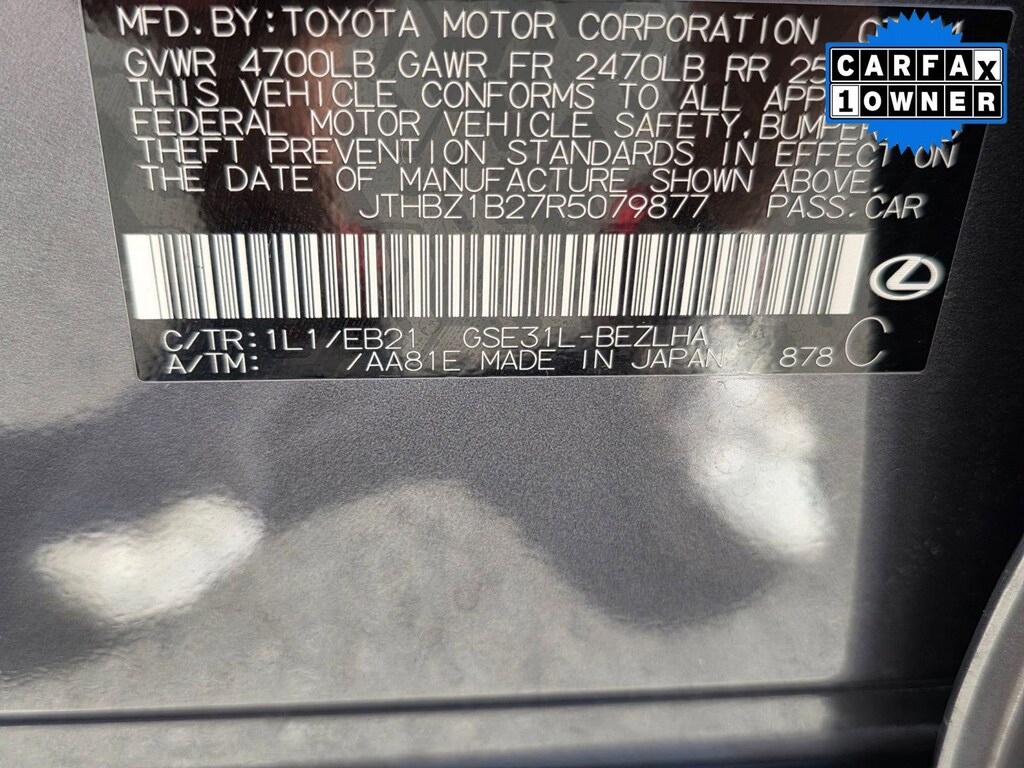 MFD. BY: TOYOTA MOTOR CORPORATION
GVWR 4700LB GAWR FR 2470LB RR
THIS VEHICLE CONFORMS TO ALL
FEDERAL MOTOR VEHICLE SAFETY,
THEFT PREVENTION STANDARDS IN EFFECT ON
THE DATE OF MANUFACTURE SHOWN ABOVE.
JTHBZ1B27R5079877 PASS.CAR
C/TR:1L1/EB21 GSE31L-BEZLHA
A/TM: /AA81E MADE IN JAPAN 878 C
CARFAX
1 OWNER